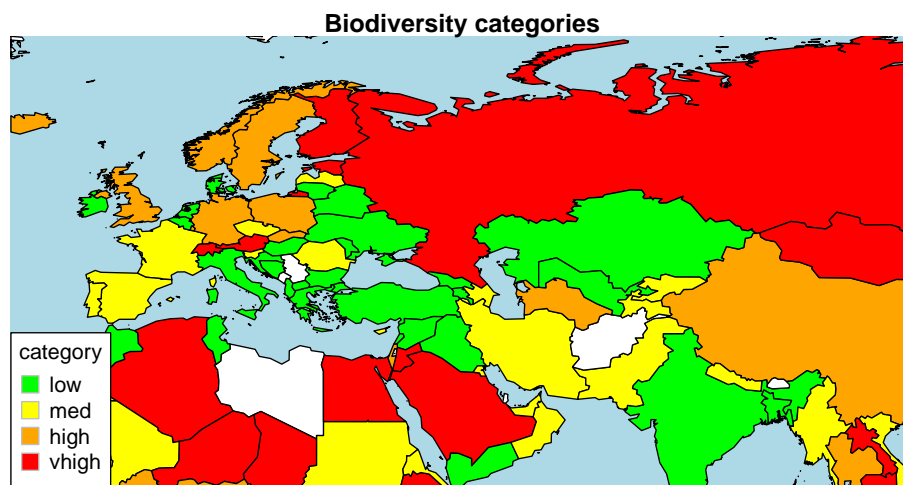 Biodiversity categories
category
low
med
high
vhigh